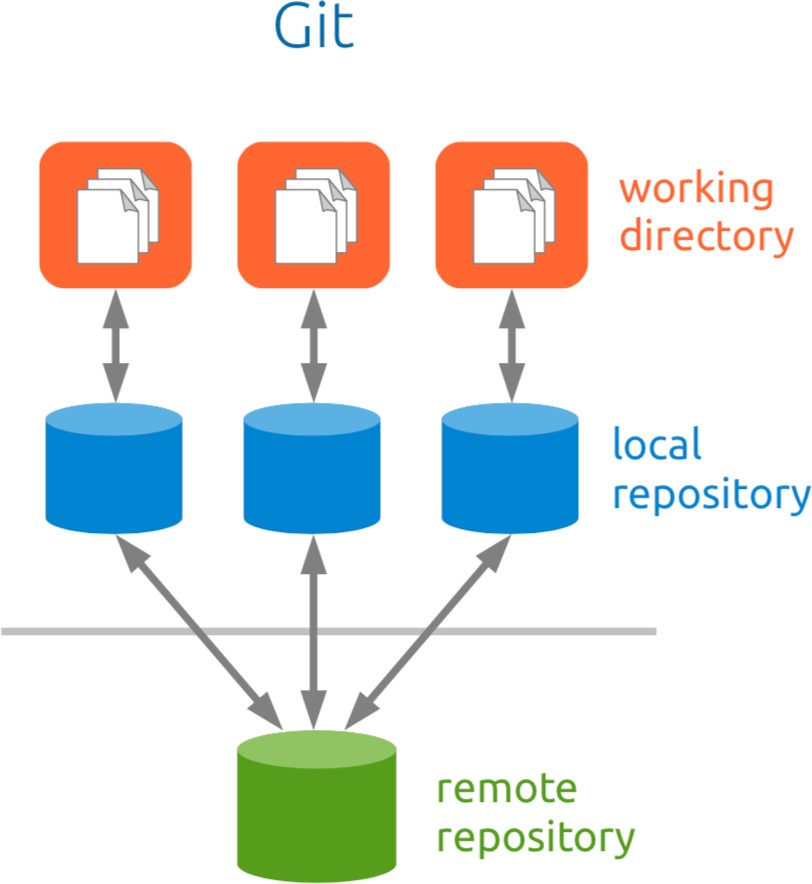 Git
working
directory
local
repository
remote
repository